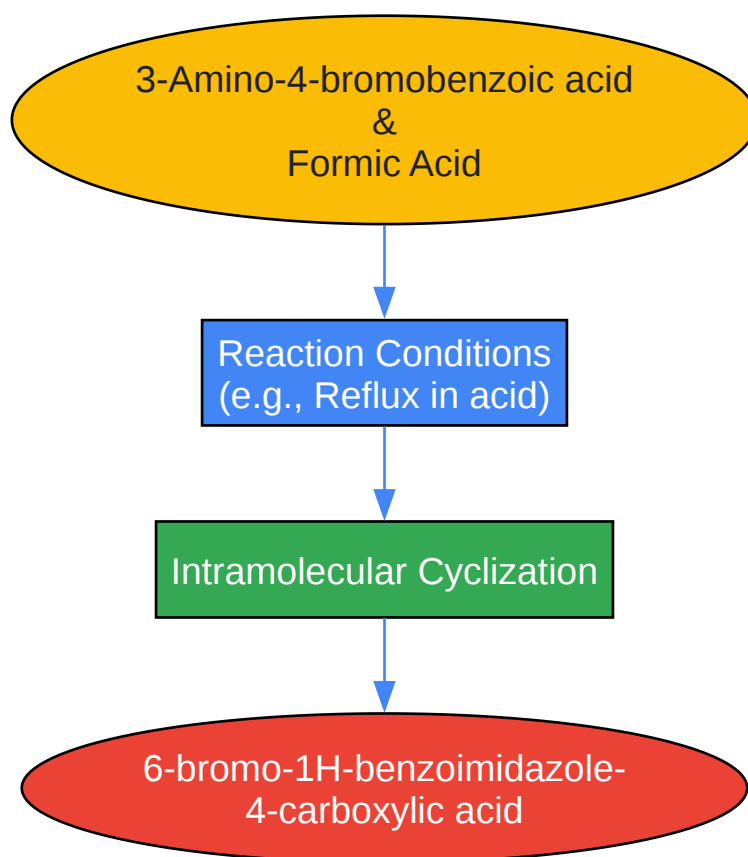 3-Amino-4-bromobenzoic acid
&
Formic Acid
Reaction Conditions
(e.g., Reflux in acid)
Intramolecular Cyclization
6-bromo-1H-benzoimidazole-
4-carboxylic acid